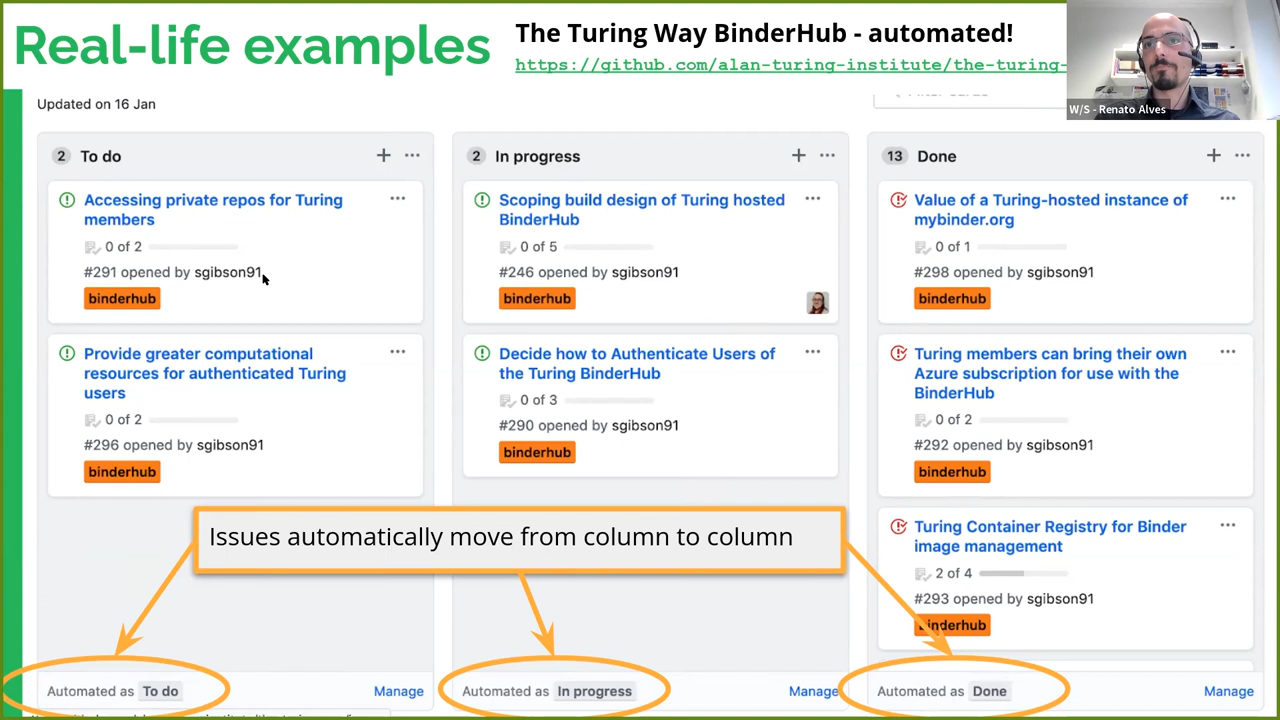 Real-life examples
The Turing Way BinderHub - automated!
https://github.com/alan-turing-institute/the-turing-
W/S - Renato Alves
Updated on 16 Jan
2 To do
Accessing private repos for Turing
members
0 of 2
#291 opened by sgibson91
binderhub
Provide greater computational
resources for authenticated Turing
users
0 of 2
#296 opened by sgibson91
binderhub
Automated as To do
Manage
2 In progress
Scoping build design of Turing hosted
BinderHub
0 of 5
#246 opened by sgibson91
binderhub
Decide how to Authenticate Users of
the Turing BinderHub
0 of 3
#290 opened by sgibson91
binderhub
Automated as In progress
Manage
13 Done
Value of a Turing-hosted instance of
mybinder.org
0 of 1
#298 opened by sgibson91
binderhub
Turing members can bring their own
Azure subscription for use with the
BinderHub
0 of 2
#292 opened by sgibson91
binderhub
Turing Container Registry for Binder
image management
2 of 4
#293 opened by sgibson91
binderhub
Automated as Done
Manage
Issues automatically move from column to column